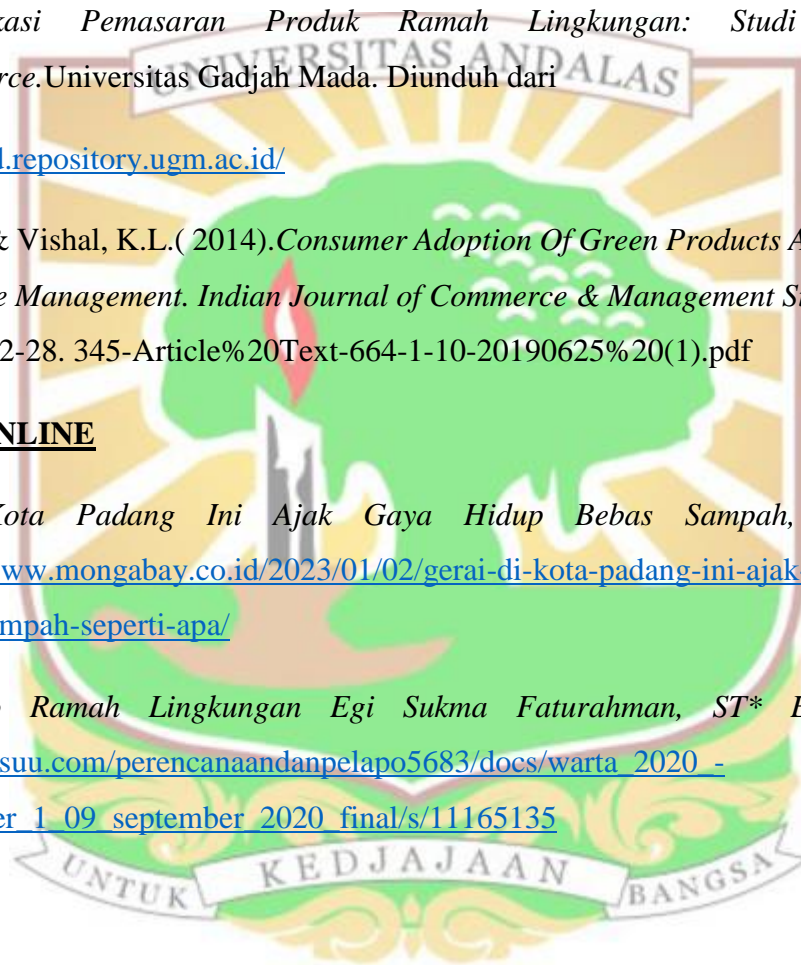 kasi Pemasaran Produk Ramah Lingkungan: Studi
rce.Universitas Gadjah Mada. Diunduh dari
UNIVERSITAS ANDALAS
d.repository.ugm.ac.id/
& Vishal, K.L.( 2014).Consumer Adoption Of Green Products A
e Management. Indian Journal of Commerce & Management S
2-28. 345-Article%20Text-664-1-10-20190625%20(1).pdf
NLINE
Kota Padang Ini Ajak Gaya Hidup Bebas Sampah,
ww.mongabay.co.id/2023/01/02/gerai-di-kota-padang-ini-ajak-
mpah-seperti-apa/
Ramah Lingkungan Egi Sukma Faturahman, ST* E
suu.com/perencanaandanpelapo5683/docs/warta_2020_-
er_1_09_september_2020_final/s/11165135
UNTUK KEDJAJAAN BANGSA